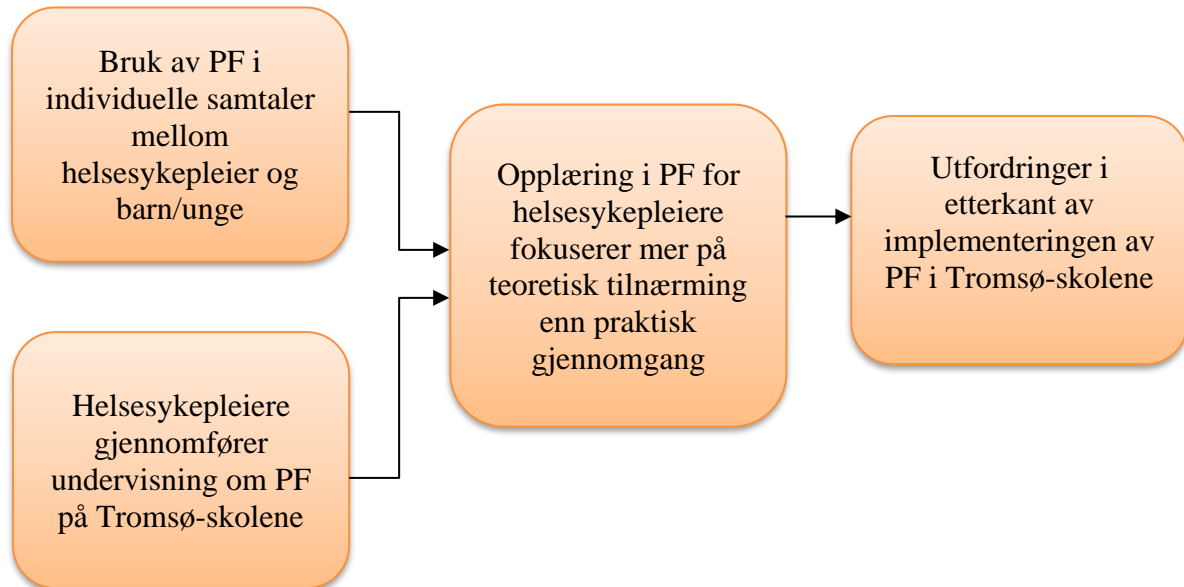 Bruk av PF i
individuelle samtaler
mellom
helsesykepleier og
barn/unge
Helsesykepleiere
gjennomfører
undervisning om PF
på Tromsø-skolene
Opplæring i PF for
helsesykepleiere
fokuserer mer på
teoretisk tilnærming
enn praktisk
gjennomgang
Utfordringer i
etterkant av
implementeringen av
PF i Tromsø-skolene